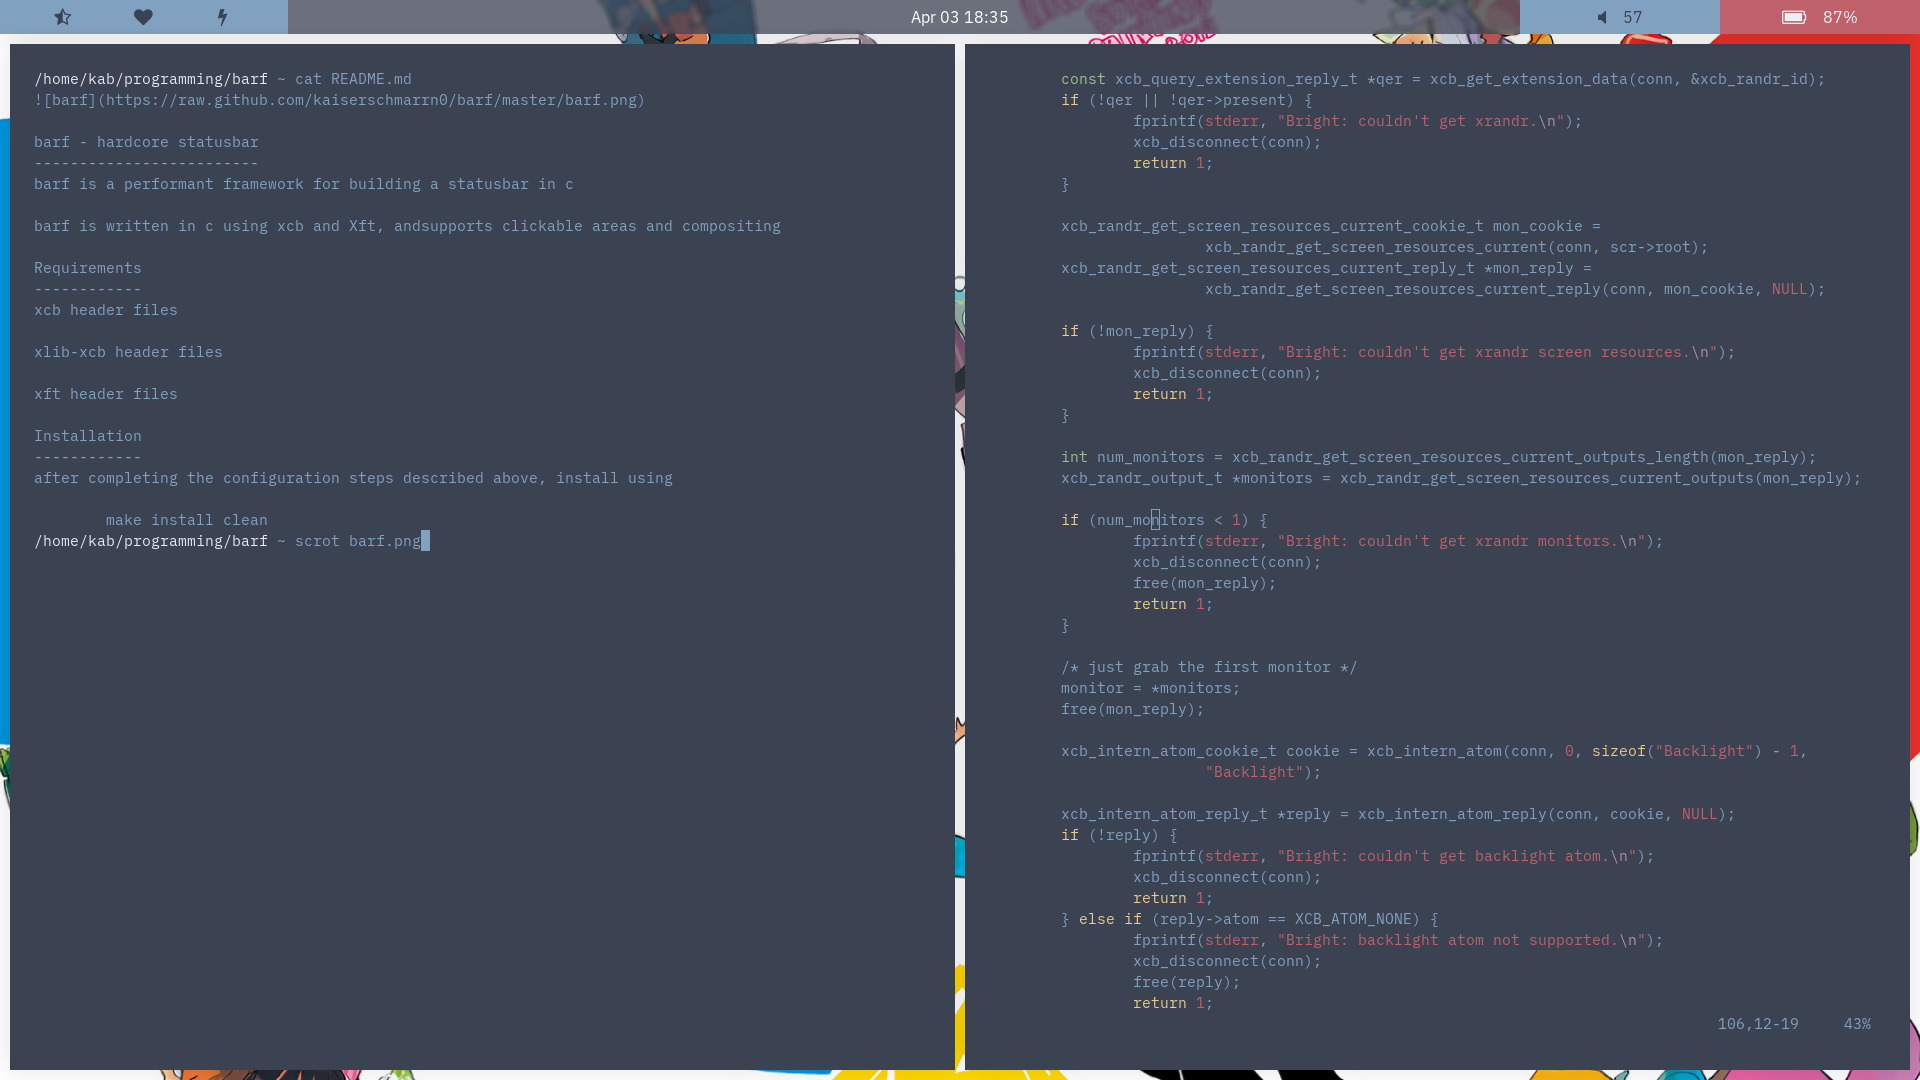 Apr 03 18:35
57
87%
/home/kab/programming/barf ~ cat README.md
![barf](https://raw.github.com/kaiserschmarrn0/barf/master/barf.png)
barf - hardcore statusbar
-------------------------
barf is a performant framework for building a statusbar in c
barf is written in c using xcb and Xft, andsupports clickable areas and compositing
Requirements
------------
xcb header files
xlib-xcb header files
xft header files
Installation
------------
after completing the configuration steps described above, install using
make install clean
/home/kab/programming/barf ~ scrot barf.png
const xcb_query_extension_reply_t *qer = xcb_get_extension_data(conn, &xcb_randr_id);
if (!qer || !qer->present) {
fprintf(stderr, "Bright: couldn't get xrandr.\n");
xcb_disconnect(conn);
return 1;
}
xcb_randr_get_screen_resources_current_cookie_t mon_cookie =
xcb_randr_get_screen_resources_current(conn, scr->root);
xcb_randr_get_screen_resources_current_reply_t *mon_reply =
xcb_randr_get_screen_resources_current_reply(conn, mon_cookie, NULL);
if (!mon_reply) {
fprintf(stderr, "Bright: couldn't get xrandr screen resources.\n");
xcb_disconnect(conn);
return 1;
}
int num_monitors = xcb_randr_get_screen_resources_current_outputs_length(mon_reply);
xcb_randr_output_t *monitors = xcb_randr_get_screen_resources_current_outputs(mon_reply);
if (num_monitors < 1) {
fprintf(stderr, "Bright: couldn't get xrandr monitors.\n");
xcb_disconnect(conn);
free(mon_reply);
return 1;
}
/* just grab the first monitor */
monitor = *monitors;
free(mon_reply);
xcb_intern_atom_cookie_t cookie = xcb_intern_atom(conn, 0, sizeof("Backlight") - 1,
"Backlight");
xcb_intern_atom_reply_t *reply = xcb_intern_atom_reply(conn, cookie, NULL);
if (!reply) {
fprintf(stderr, "Bright: couldn't get backlight atom.\n");
xcb_disconnect(conn);
return 1;
} else if (reply->atom == XCB_ATOM_NONE) {
fprintf(stderr, "Bright: backlight atom not supported.\n");
xcb_disconnect(conn);
free(reply);
return 1;
106,12-19 43%